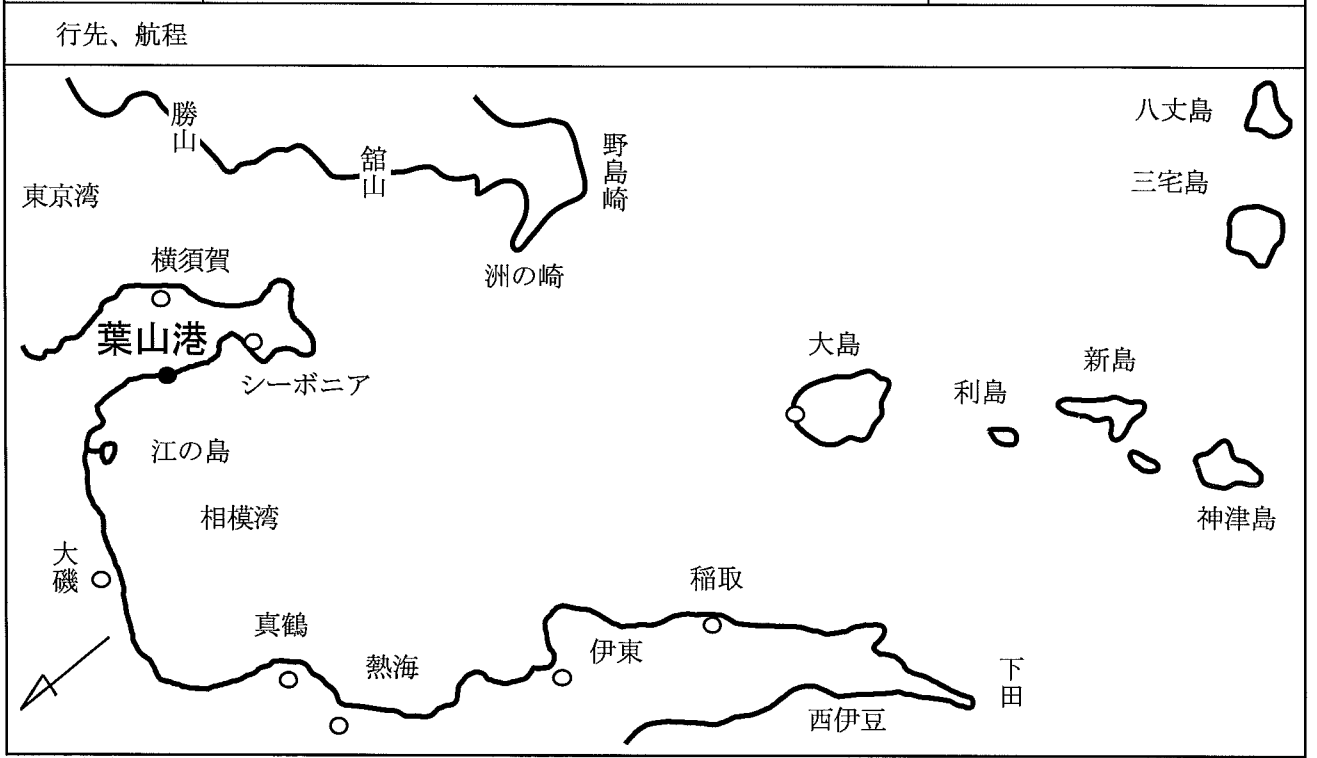 行先、航程
勝山
館山
野島崎
八丈島
三宅島
東京湾
洲の崎
横須賀
葉山港
シーボニア
大島
利島
新島
神津島
江の島
相模湾
大磯
真鶴
熱海
伊東
稲取
下田
西伊豆